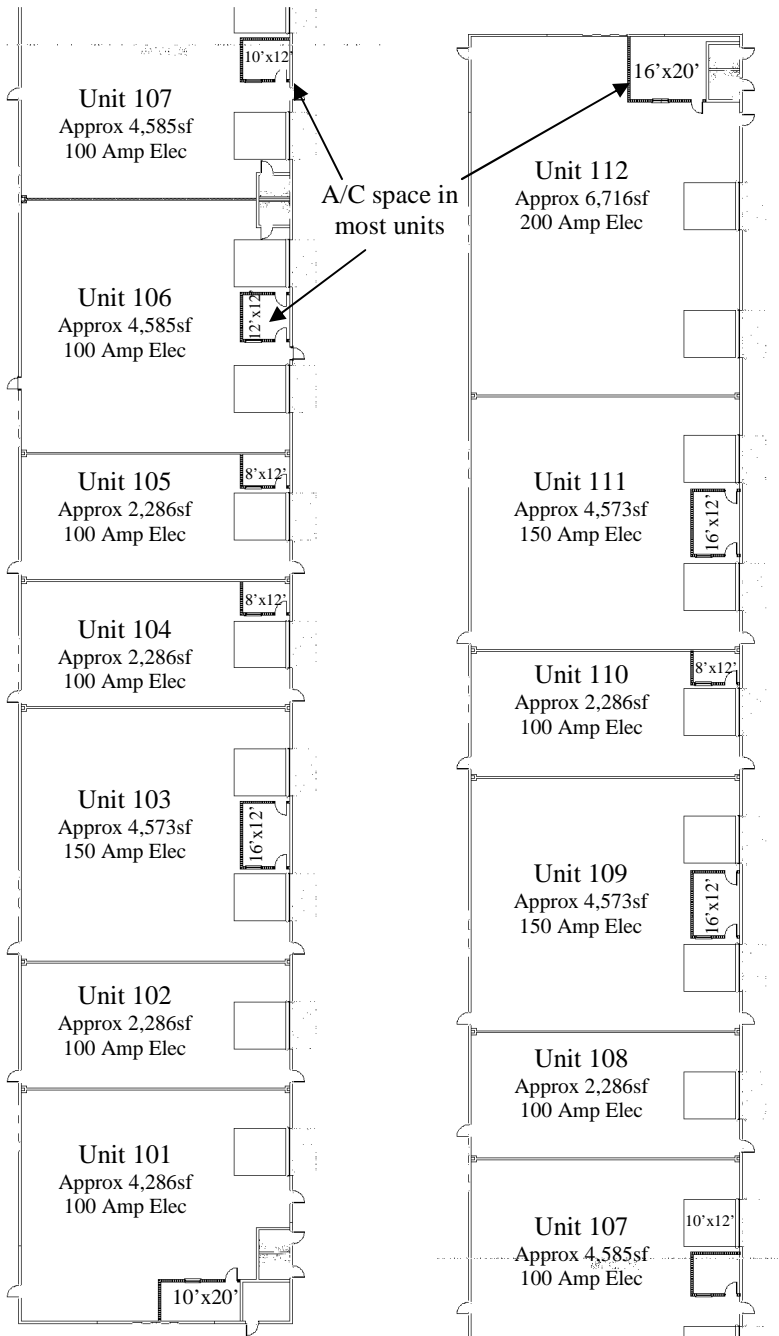 10’x12’
Unit 107
Approx 4,585sf
100 Amp Elec
A/C space in
most units
Unit 106
Approx 4,585sf
100 Amp Elec
12’x12’
Unit 105
Approx 2,286sf
100 Amp Elec
8’x12’
8’x12’
Unit 104
Approx 2,286sf
100 Amp Elec
Unit 103
Approx 4,573sf
150 Amp Elec
16’x12’
Unit 102
Approx 2,286sf
100 Amp Elec
Unit 101
Approx 4,286sf
100 Amp Elec
10’x20’
16’x20’
Unit 112
Approx 6,716sf
200 Amp Elec
Unit 111
Approx 4,573sf
150 Amp Elec
16’x12’
Unit 110
Approx 2,286sf
100 Amp Elec
8’x12’
Unit 109
Approx 4,573sf
150 Amp Elec
16’x12’
Unit 108
Approx 2,286sf
100 Amp Elec
Unit 107
Approx 4,585sf
100 Amp Elec
10’x12’